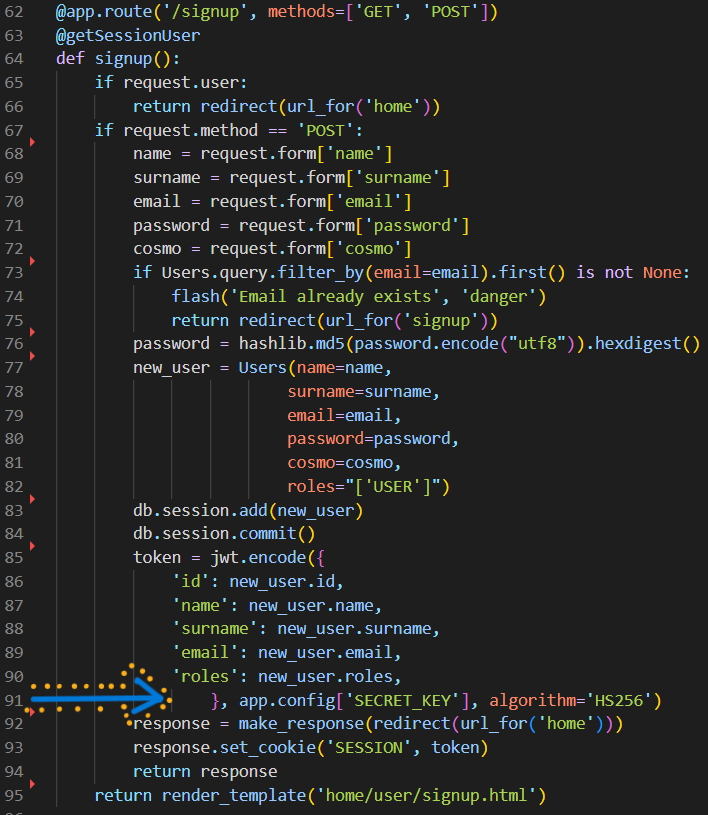 62 @app.route('/signup', methods=['GET', 'POST'])
63 @getSessionUser
64 def signup():
65     if request.user:
66         return redirect(url_for('home'))
67     if request.method == 'POST':
68         name = request.form['name']
69         surname = request.form['surname']
70         email = request.form['email']
71         password = request.form['password']
72         cosmo = request.form['cosmo']
73         if Users.query.filter_by(email=email).first() is not None:
74             flash('Email already exists', 'danger')
75             return redirect(url_for('signup'))
76         password = hashlib.md5(password.encode("utf8")).hexdigest()
77         new_user = Users(name=name,
78                         surname=surname,
79                         email=email,
80                         password=password,
81                         cosmo=cosmo,
82                         roles="['USER']")
83         db.session.add(new_user)
84         db.session.commit()
85         token = jwt.encode({
86             'id': new_user.id,
87             'name': new_user.name,
88             'surname': new_user.surname,
89             'email': new_user.email,
90             'roles': new_user.roles,
91                 }, app.config['SECRET_KEY'], algorithm='HS256')
92         response = make_response(redirect(url_for('home')))
93         response.set_cookie('SESSION', token)
94         return response
95     return render_template('home/user/signup.html')